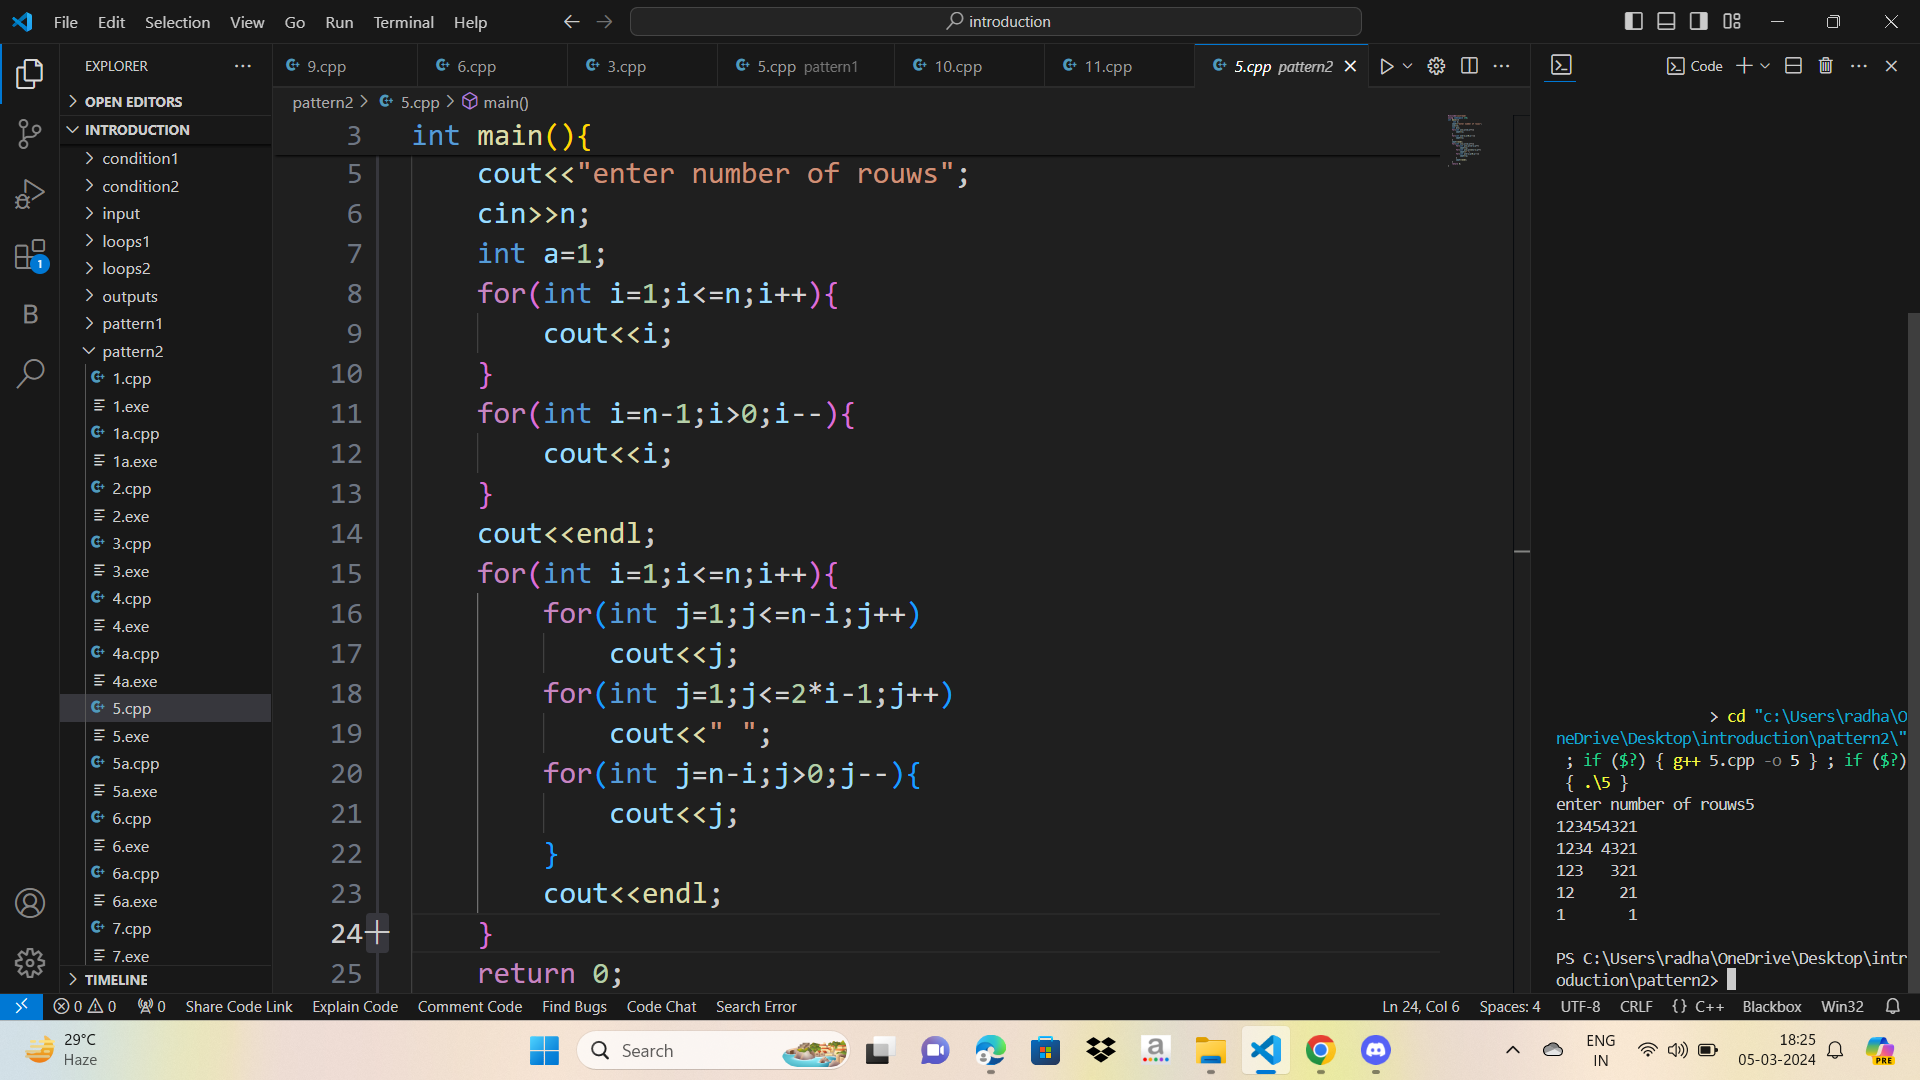 File Edit Selection View Go Run Terminal Help
introduction
EXPLORER
9.cpp
6.cpp
3.cpp
5.cpp pattern1
10.cpp
11.cpp
5.cpp pattern2
Code
OPEN EDITORS
INTRODUCTION
condition1
condition2
input
loops1
loops2
outputs
pattern1
pattern2
1.cpp
1.exe
1a.cpp
1a.exe
2.cpp
2.exe
3.cpp
3.exe
4.cpp
4.exe
4a.cpp
4a.exe
5.cpp
5.exe
5a.cpp
5a.exe
6.cpp
6.exe
6a.cpp
6a.exe
7.cpp
7.exe
TIMELINE
1
B
pattern2 > 5.cpp > main()
3 int main(){
5 cout<<"enter number of rouws";
6 cin>>n;
7 int a=1;
8 for(int i=1;i<=n;i++){
9 cout<<i;
10 }
11 for(int i=n-1;i>0;i--){
12 cout<<i;
13 }
14 cout<<endl;
15 for(int i=1;i<=n;i++){
16 for(int j=1;j<=n-i;j++)
17 cout<<j;
18 for(int j=1;j<=2*i-1;j++)
19 cout<<" ";
20 for(int j=n-i;j>0;j--){
21 cout<<j;
22 }
23 cout<<endl;
24 }
25 return 0;
> cd "c:\Users\radha\O
neDrive\Desktop\introduction\pattern2\"
; if ($?) { g++ 5.cpp -o 5 } ; if ($?)
{ .\5 }
enter number of rouws5
123454321
1234 4321
123   321
12     21
1       1
PS C:\Users\radha\OneDrive\Desktop\intr
oduction\pattern2>
0 0 0 Share Code Link Explain Code Comment Code Find Bugs Code Chat Search Error
Ln 24, Col 6 Spaces: 4 UTF-8 CRLF {} C++ Blackbox Win32
29°C
Haze
Search
a
ENG
IN
18:25
05-03-2024
PRE